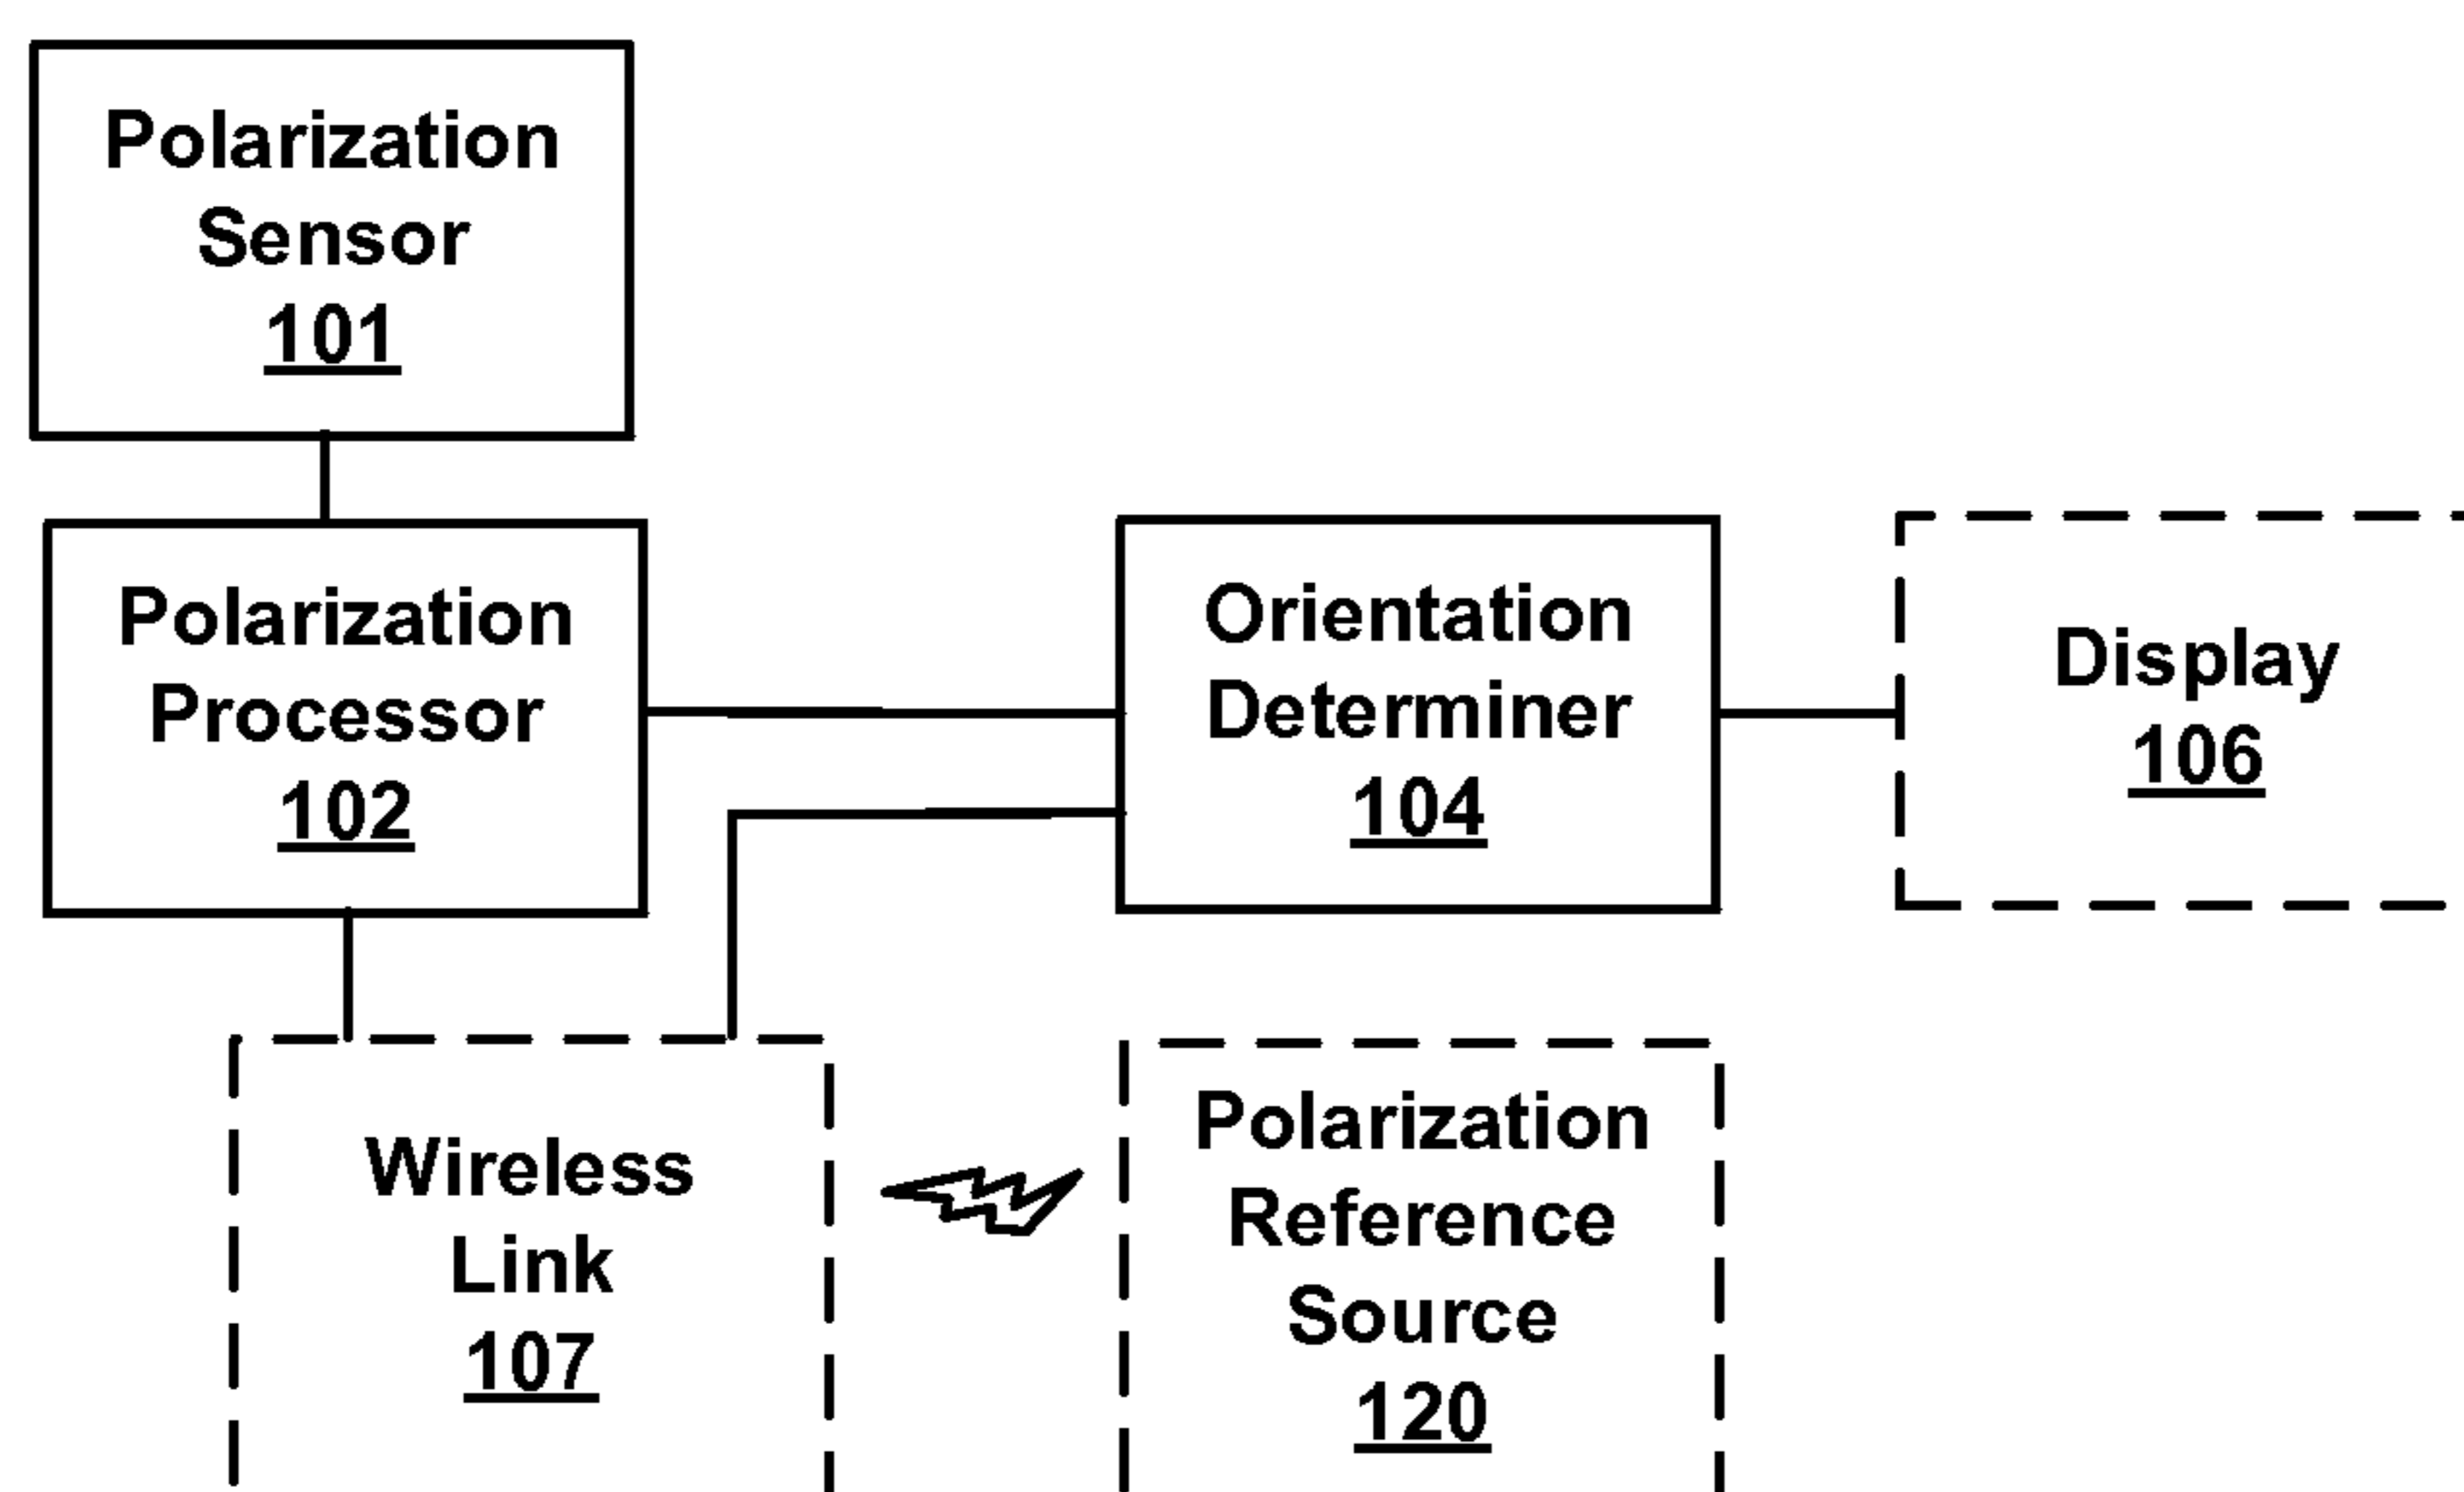 Polarization
Sensor
101
Polarization
Processor
102
Orientation
Determiner
104
Display
106
Wireless
Link
107
Polarization
Reference
Source
120